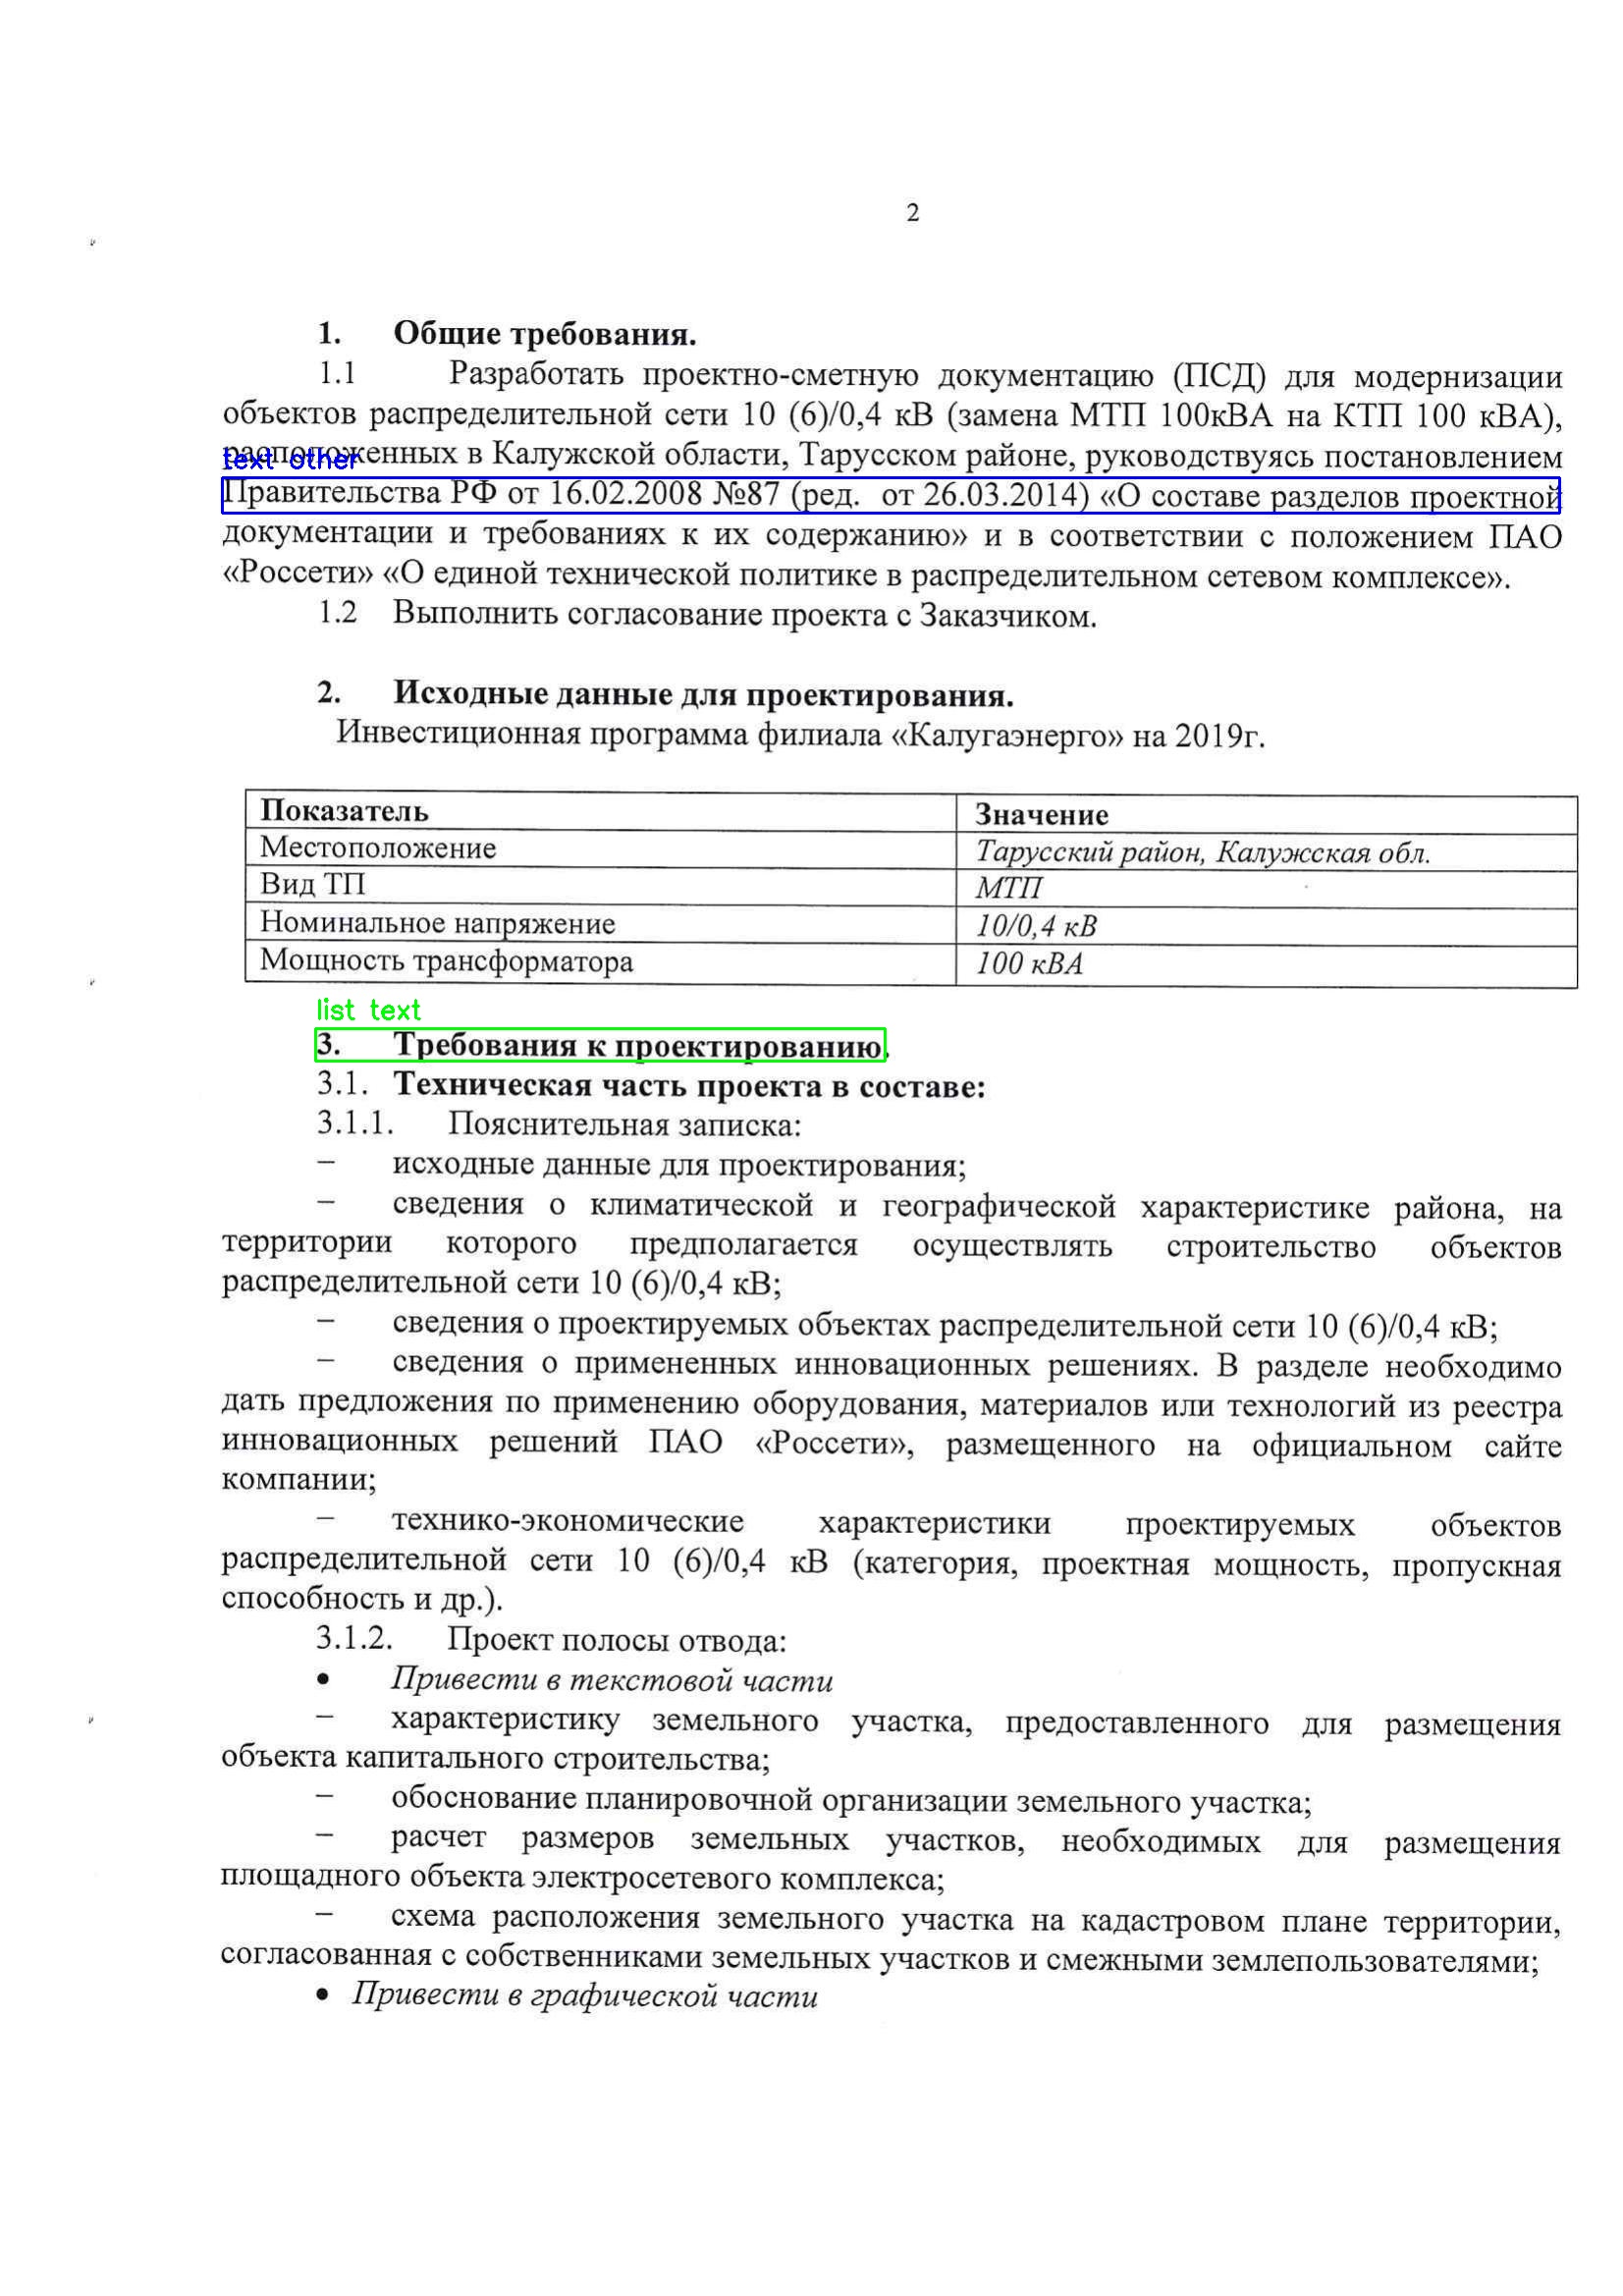 2
1. Общие требования.
1.1 Разработать проектно-сметную документацию (ПСД) для модернизации
объектов распределительной сети 10 (6)/0,4 кВ (замена МТП 100кВА на КТП 100 кВА),
расположенных в Калужской области, Тарусском районе, руководствуясь постановлением
text other
Правительства РФ от 16.02.2008 №87 (ред. от 26.03.2014) «О составе разделов проектной
документации и требованиях к их содержанию» и в соответствии с положением ПАО
«Россети» «О единой технической политике в распределительном сетевом комплексе».
1.2 Выполнить согласование проекта с Заказчиком.
2. Исходные данные для проектирования.
Инвестиционная программа филиала «Калугаэнерго» на 2019г.
Показатель Значение
Местоположение Тарусский район, Калужская обл.
Вид ТП МТП
Номинальное напряжение 10/0,4 кВ
Мощность трансформатора 100 кВА
list text
3. Требования к проектированию.
3.1. Техническая часть проекта в составе:
3.1.1. Пояснительная записка:
– исходные данные для проектирования;
– сведения о климатической и географической характеристике района, на
территории которого предполагается осуществлять строительство объектов
распределительной сети 10 (6)/0,4 кВ;
– сведения о проектируемых объектах распределительной сети 10 (6)/0,4 кВ;
– сведения о примененных инновационных решениях. В разделе необходимо
дать предложения по применению оборудования, материалов или технологий из реестра
инновационных решений ПАО «Россети», размещенного на официальном сайте
компании;
– технико-экономические характеристики проектируемых объектов
распределительной сети 10 (6)/0,4 кВ (категория, проектная мощность, пропускная
способность и др.).
3.1.2. Проект полосы отвода:
• Привести в текстовой части
– характеристику земельного участка, предоставленного для размещения
объекта капитального строительства;
– обоснование планировочной организации земельного участка;
– расчет размеров земельных участков, необходимых для размещения
площадного объекта электросетевого комплекса;
– схема расположения земельного участка на кадастровом плане территории,
согласованная с собственниками земельных участков и смежными землепользователями;
• Привести в графической части